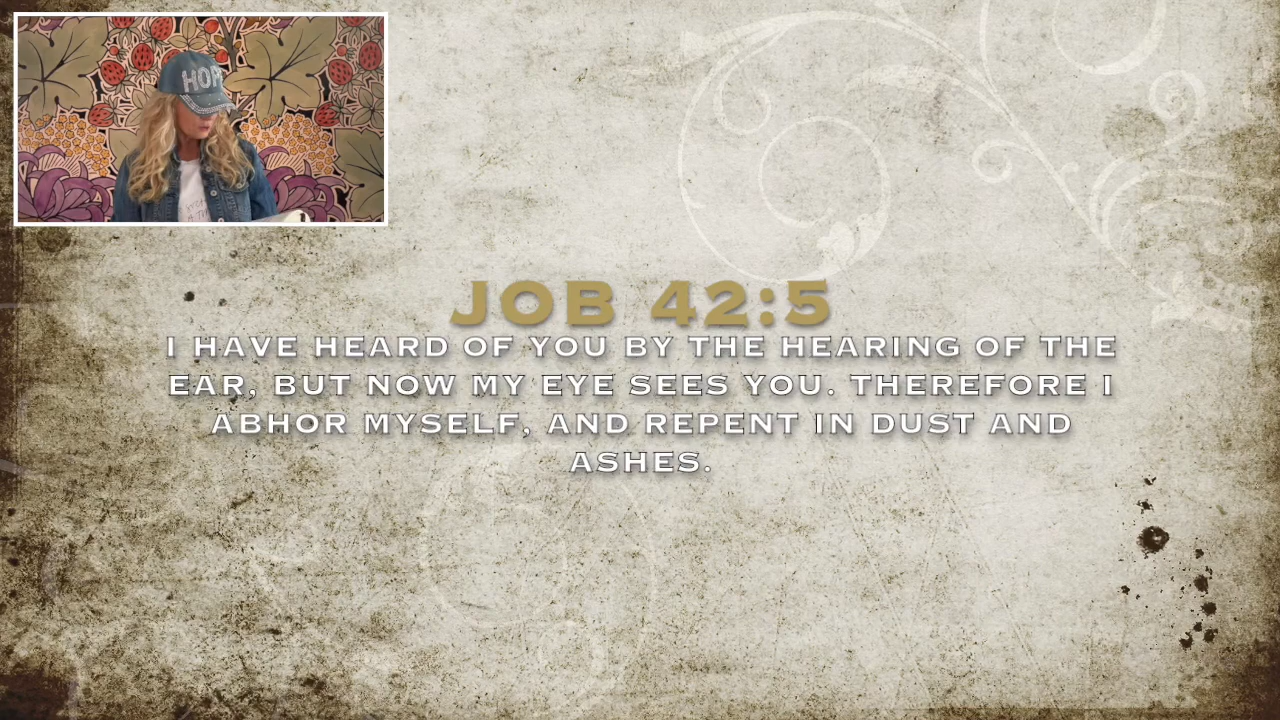 HOPE
JOB 42:5
I HAVE HEARD OF YOU BY THE HEARING OF THE
EAR, BUT NOW MY EYE SEES YOU. THEREFORE I
ABHOR MYSELF, AND REPENT IN DUST AND
ASHES.